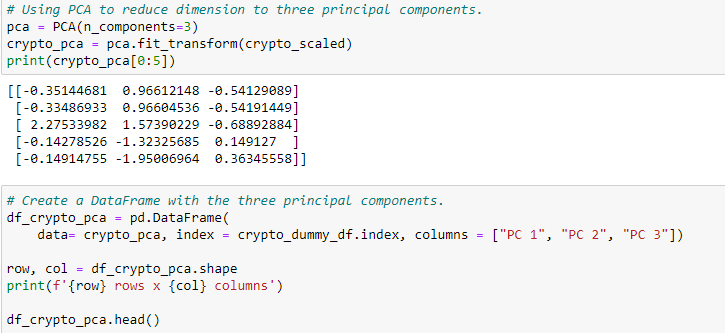 # Using PCA to reduce dimension to three principal components.
pca = PCA(n_components=3)
crypto_pca = pca.fit_transform(crypto_scaled)
print(crypto_pca[0:5])
[[-0.35144681  0.96612148 -0.54129089]
 [-0.33486933  0.96604536 -0.54191449]
 [ 2.27533982  1.57390229 -0.68892884]
 [-0.14278526 -1.32325685  0.149127  ]
 [-0.14914755 -1.95006964  0.36345558]]
# Create a DataFrame with the three principal components.
df_crypto_pca = pd.DataFrame(
    data= crypto_pca, index = crypto_dummy_df.index, columns = ["PC 1", "PC 2", "PC 3"])
row, col = df_crypto_pca.shape
print(f'{row} rows x {col} columns')
df_crypto_pca.head()